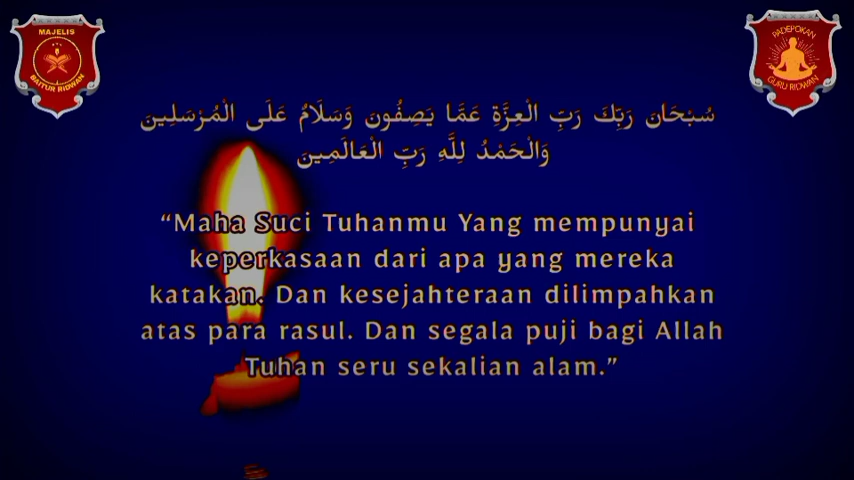 MAJELIS
BAITUR RIDWAN
PADEPOKAN
GURU RIDWAN
سُبْحَان رَبِّكَ رَبِّ الْعِزَّةِ عَمَّا يَصِفُون وَسَلَامُ عَلَى الْمُرْسَلِينَ
وَالْحَمْدُ لِلَّهِ رَبِّ الْعَالَمِينَ
“Maha Suci Tuhanmu Yang mempunyai
keperkasaan dari apa yang mereka
katakan. Dan kesejahteraan dilimpahkan
atas para rasul. Dan segala puji bagi Allah
Tuhan seru sekalian alam.”